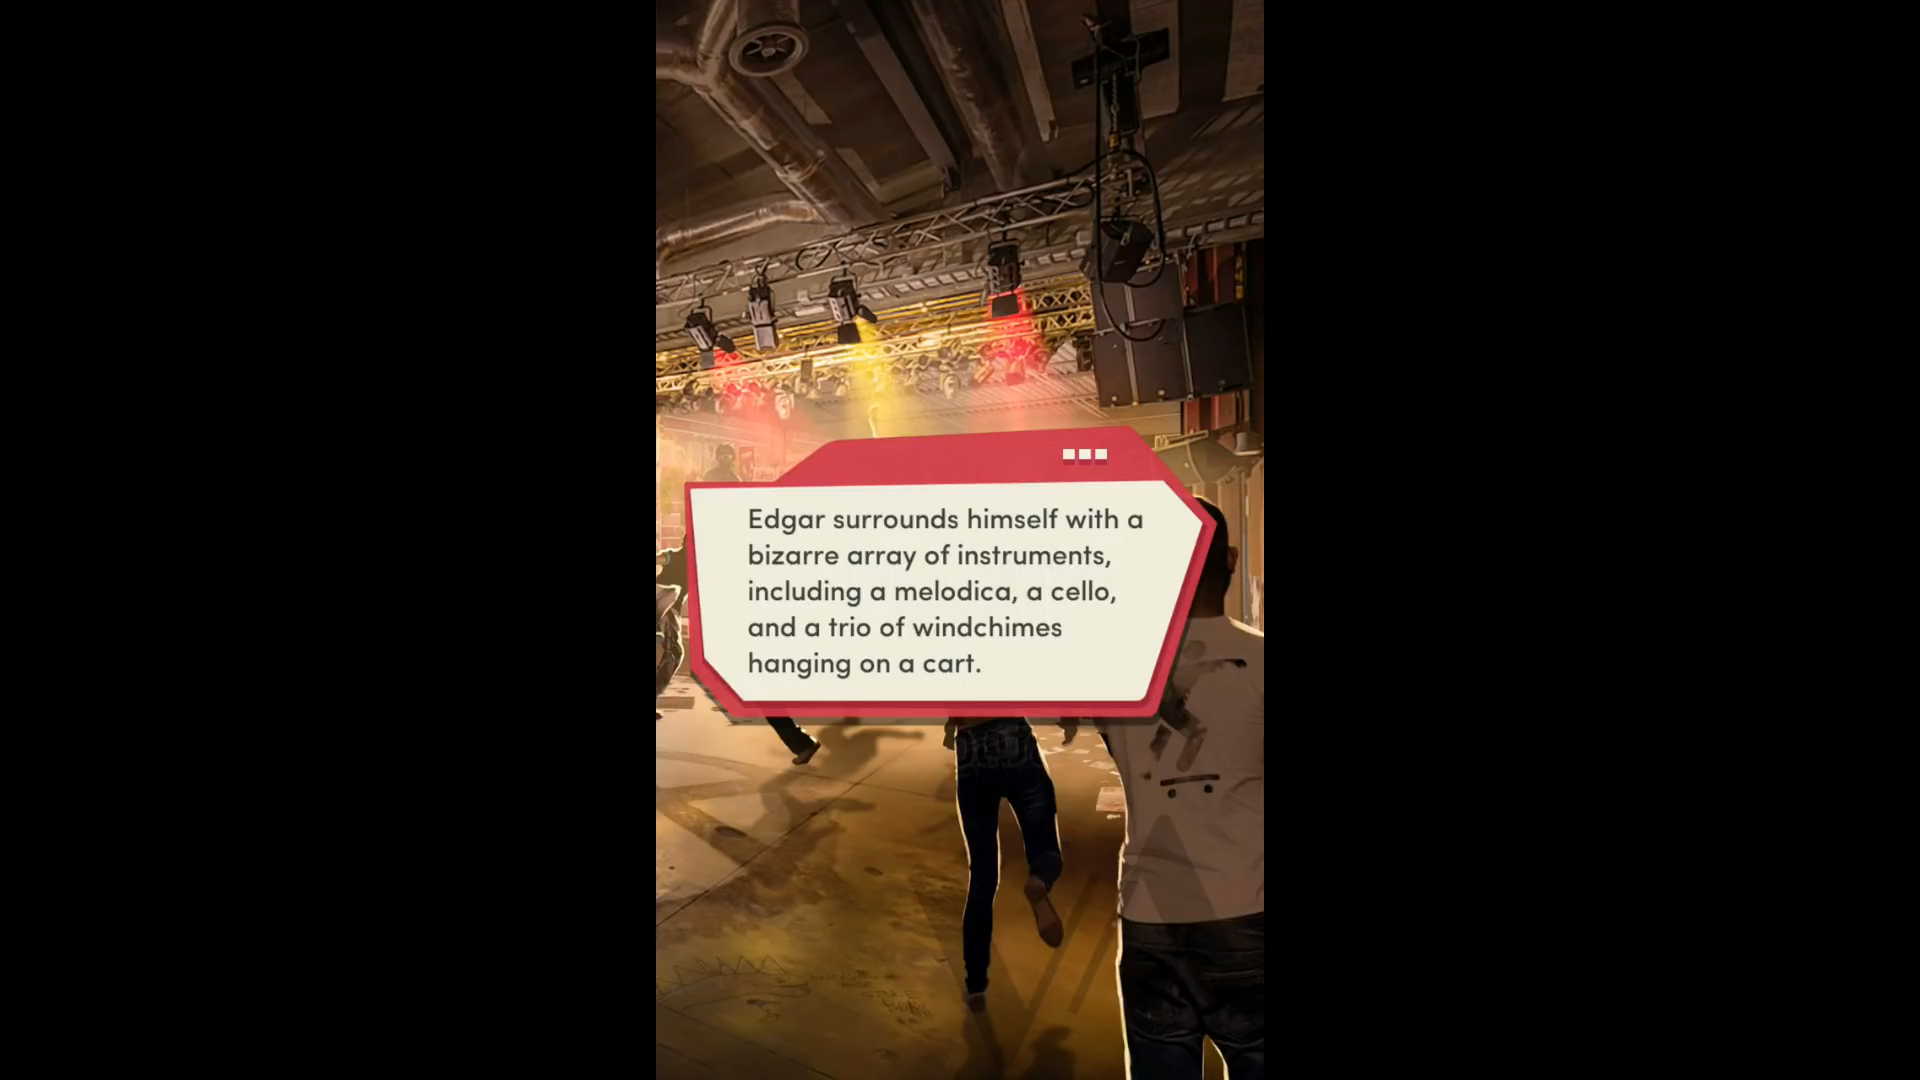 Edgar surrounds himself with a
bizarre array of instruments,
including a melodica, a cello,
and a trio of windchimes
hanging on a cart.